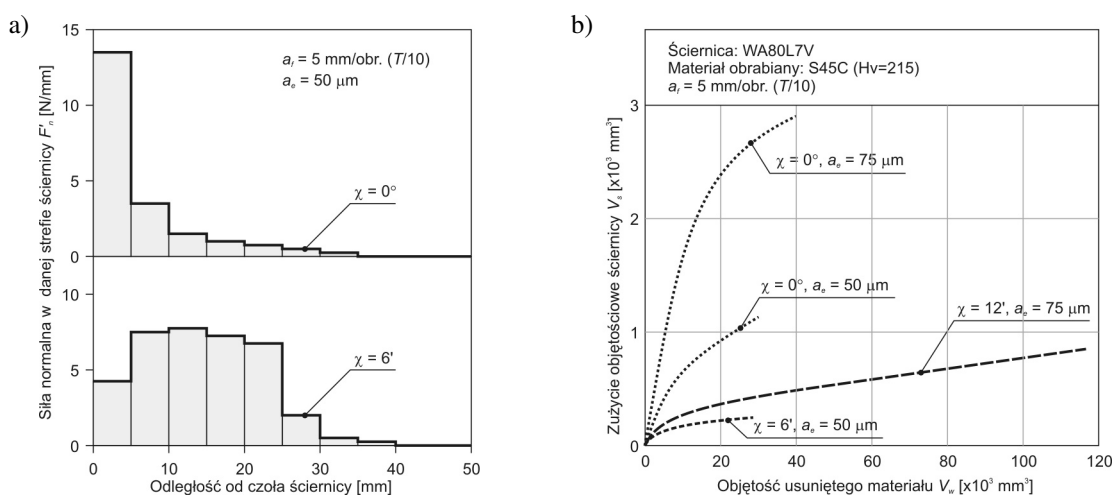 a)
Siła normalna w danej strefie ściernicy F'ₙ [N/mm]
15
10
5
0
a_f = 5 mm/obr. (T/10)
a_e = 50 μm
χ = 0°
10
5
0
χ = 6'
0 10 20 30 40 50
Odległość od czoła ściernicy [mm]
b)
Ściernica: WA80L7V
Materiał obrabiany: S45C (Hv=215)
a_f = 5 mm/obr. (T/10)
Zużycie objętościowe ściernicy V_s [x10³ mm³]
3
2
1
0
χ = 0°, a_e = 75 μm
χ = 0°, a_e = 50 μm
χ = 12', a_e = 75 μm
χ = 6', a_e = 50 μm
0 20 40 60 80 100 120
Objętość usuniętego materiału V_w [x10³ mm³]